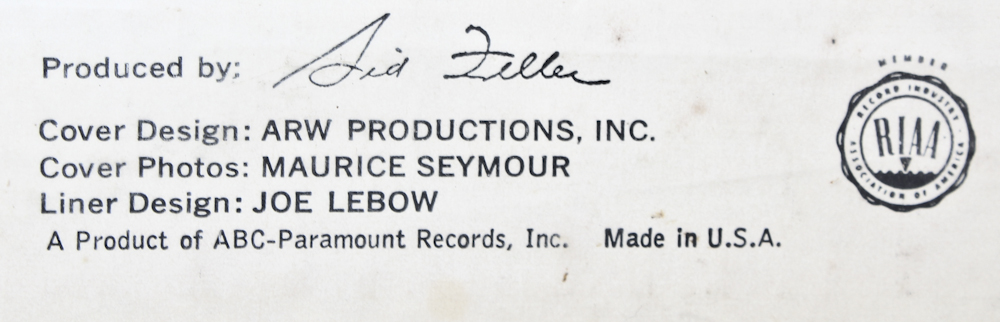 Produced by: Sid Feller
Cover Design: ARW PRODUCTIONS, INC.
Cover Photos: MAURICE SEYMOUR
Liner Design: JOE LEBOW
A Product of ABC-Paramount Records, Inc. Made in U.S.A.
MEMBER
RECORD INDUSTRY
RIAA
ASSOCIATION OF AMERICA